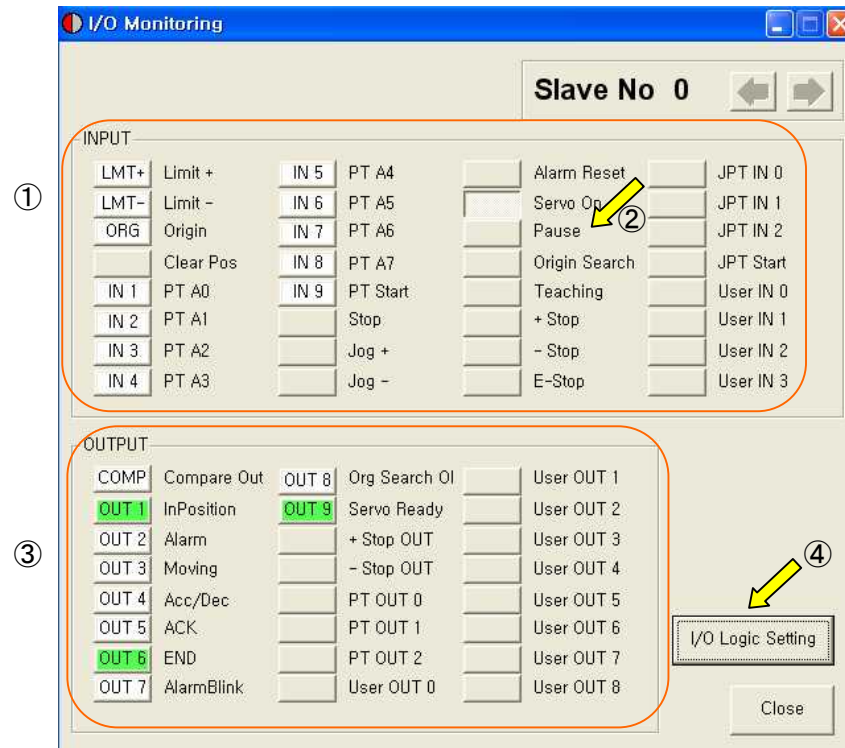 I/O Monitoring
Slave No 0
INPUT
①
LMT+ Limit + IN 5 PT A4 Alarm Reset JPT IN 0
LMT- Limit - IN 6 PT A5 Servo On JPT IN 1
②
ORG Origin IN 7 PT A6 Pause JPT IN 2
Clear Pos IN 8 PT A7 Origin Search JPT Start
IN 1 PT A0 IN 9 PT Start Teaching User IN 0
IN 2 PT A1 Stop + Stop User IN 1
IN 3 PT A2 Jog + - Stop User IN 2
IN 4 PT A3 Jog - E-Stop User IN 3
OUTPUT
COMP Compare Out OUT 8 Org Search Ol User OUT 1
OUT 1 InPosition OUT 9 Servo Ready User OUT 2
OUT 2 Alarm + Stop OUT User OUT 3
③
④
OUT 3 Moving - Stop OUT User OUT 4
OUT 4 Acc/Dec PT OUT 0 User OUT 5
OUT 5 ACK PT OUT 1 User OUT 6
I/O Logic Setting
OUT 6 END PT OUT 2 User OUT 7
OUT 7 AlarmBlink User OUT 0 User OUT 8
Close